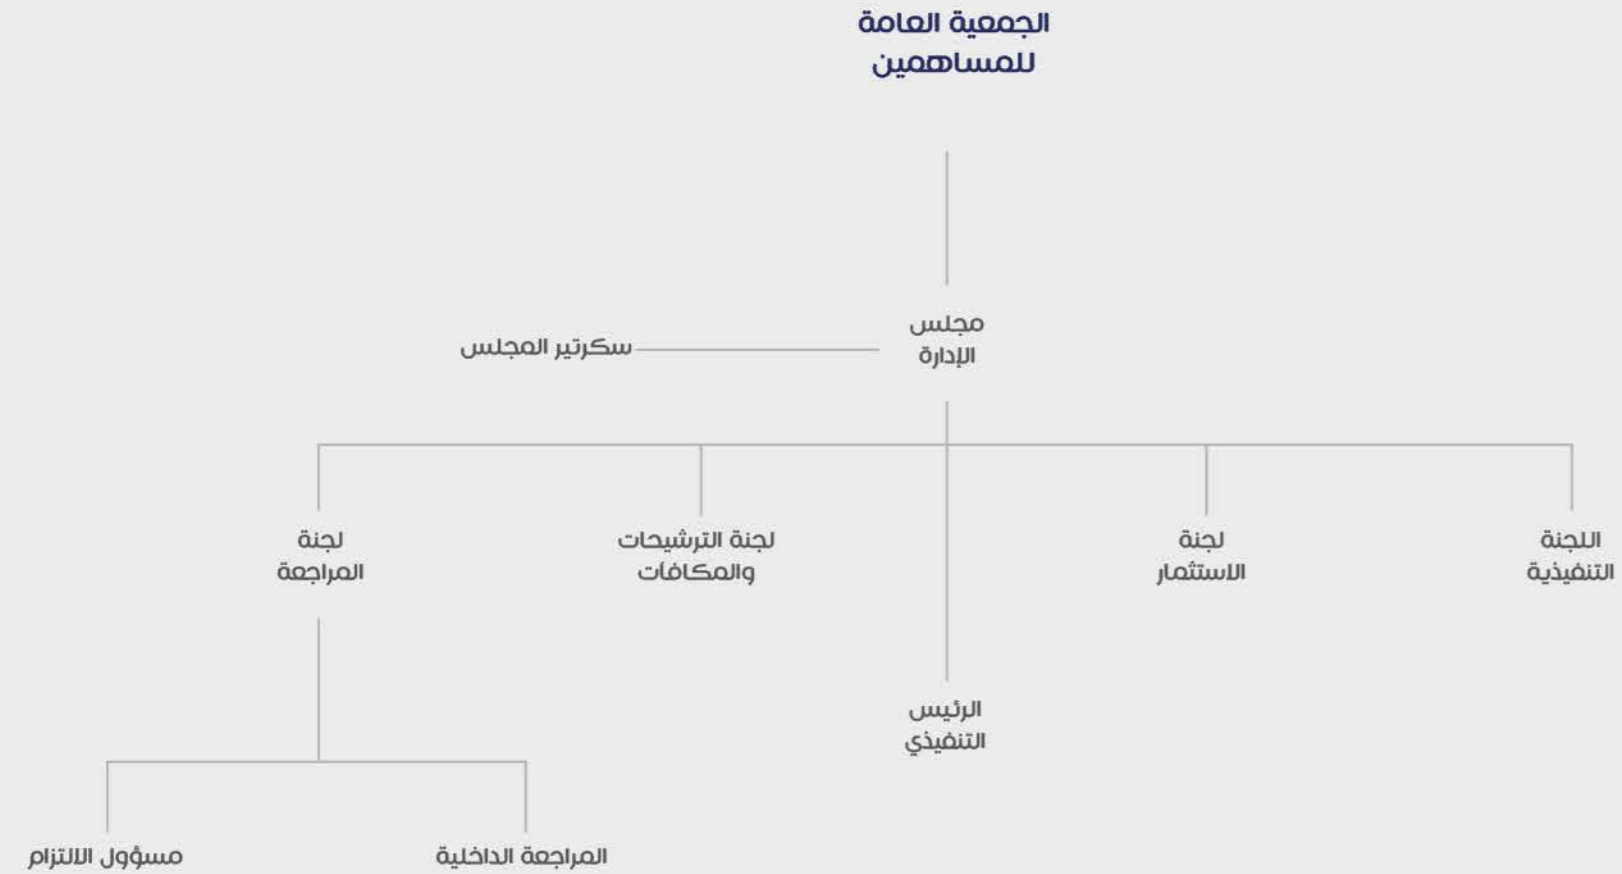 الجمعية العامة
للمساهمين
مجلس
الإدارة
سكرتير المجلس
اللجنة
التنفيذية
لجنة
الاستثمار
لجنة الترشيحات
والمكافآت
لجنة
المراجعة
الرئيس
التنفيذي
المراجعة الداخلية
مسؤول الالتزام